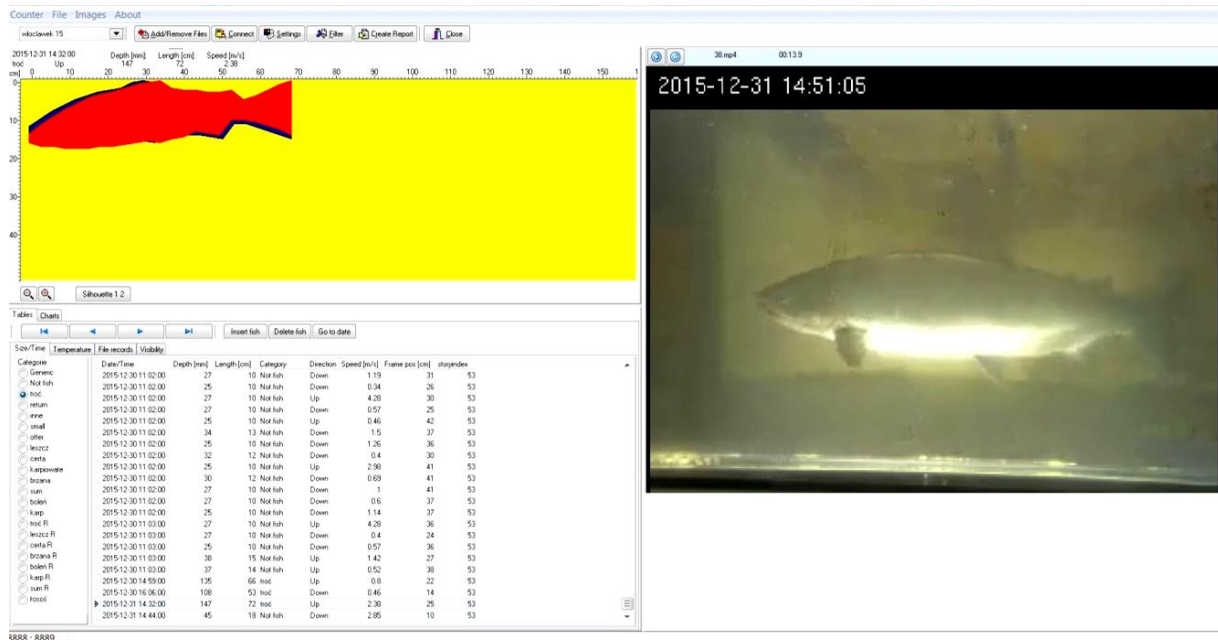 Counter File Images About
włocławek 15 Add/Remove Files Connect Settings Filter Create Report Close
2015-12-31 14:32:00 Depth [mm] Length [cm] Speed [m/s]
troć Up 147 72 2.38
cm] 0 10 20 30 40 50 60 70 80 90 100 110 120 130 140 150 1
0
10
20
30
40
Silhouette 1 2
Tables Charts
Insert fish Delete fish Go to date
Size/Time Temperature File records Visibility
Categorie
Generic
Not fish
troć
return
inne
small
otter
leszcz
certa
karpiowate
brzana
sum
boleń
karp
troć R
leszcz R
certa R
brzana R
boleń R
karp R
sum R
łosoś
Date/Time Depth [mm] Length [cm] Category Direction Speed [m/s] Frame pos [cm] storyindex
2015-12-30 11:02:00 27 10 Not fish Down 1.19 31 53
2015-12-30 11:02:00 25 10 Not fish Down 0.34 26 53
2015-12-30 11:02:00 27 10 Not fish Up 4.28 30 53
2015-12-30 11:02:00 27 10 Not fish Down 0.57 25 53
2015-12-30 11:02:00 25 10 Not fish Up 0.46 42 53
2015-12-30 11:02:00 34 13 Not fish Down 1.5 37 53
2015-12-30 11:02:00 25 10 Not fish Down 1.26 36 53
2015-12-30 11:02:00 32 12 Not fish Down 0.4 30 53
2015-12-30 11:02:00 25 10 Not fish Up 2.98 41 53
2015-12-30 11:02:00 30 12 Not fish Down 0.69 41 53
2015-12-30 11:02:00 27 10 Not fish Down 1 41 53
2015-12-30 11:02:00 27 10 Not fish Down 0.6 37 53
2015-12-30 11:02:00 25 10 Not fish Down 1.14 37 53
2015-12-30 11:03:00 27 10 Not fish Up 4.28 36 53
2015-12-30 11:03:00 27 10 Not fish Down 0.4 24 53
2015-12-30 11:03:00 25 10 Not fish Down 0.57 36 53
2015-12-30 11:03:00 38 15 Not fish Up 1.42 27 53
2015-12-30 11:03:00 37 14 Not fish Up 0.52 38 53
2015-12-30 14:59:00 135 66 troć Up 0.8 22 53
2015-12-30 16:06:00 108 53 troć Down 0.46 14 53
2015-12-31 14:32:00 147 72 troć Up 2.38 25 53
2015-12-31 14:44:00 45 18 Not fish Down 2.85 10 53
38.mp4 00:13.9
2015-12-31 14:51:05